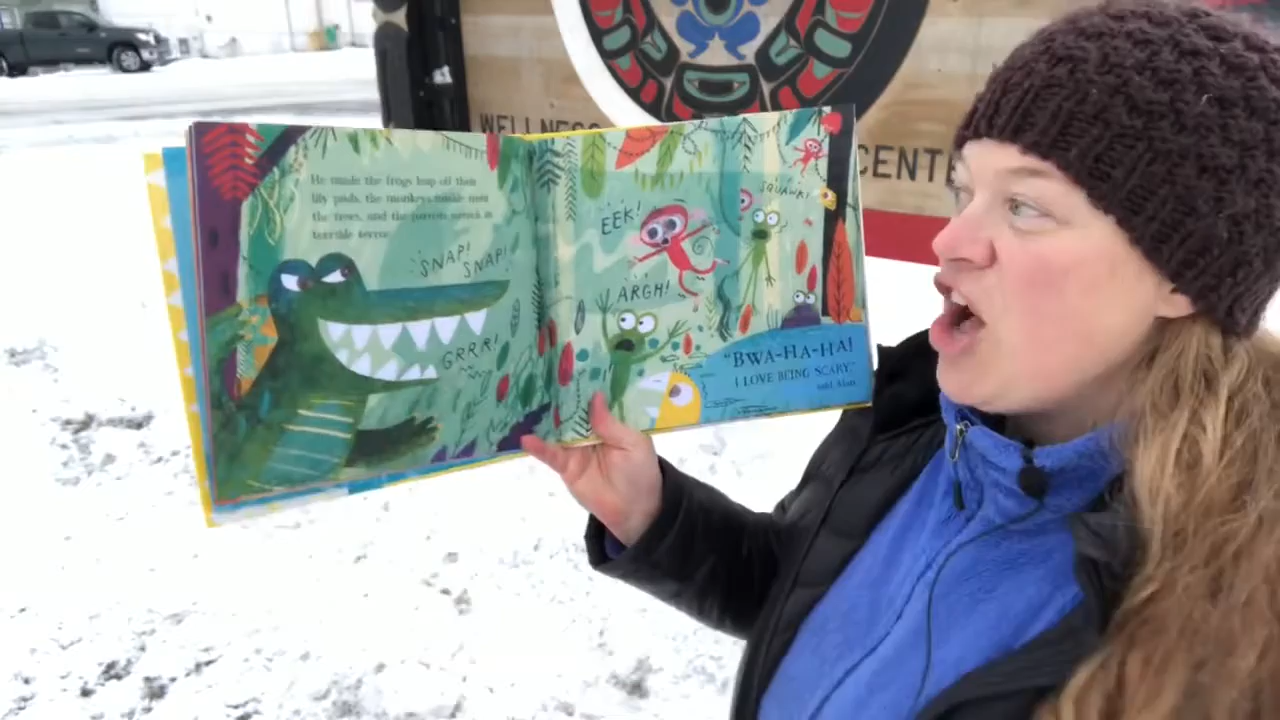 WELLNESS
CENTE
He made the frogs leap off their
lily pads, the monkeys tumble from
the trees, and the parrots squawk in
terrible terror.
SNAP!
SNAP!
GRRR!
EEK!
ARGH!
SQUAWK!
"BWA-HA-HA!
I LOVE BEING SCARY,"
said Alan.